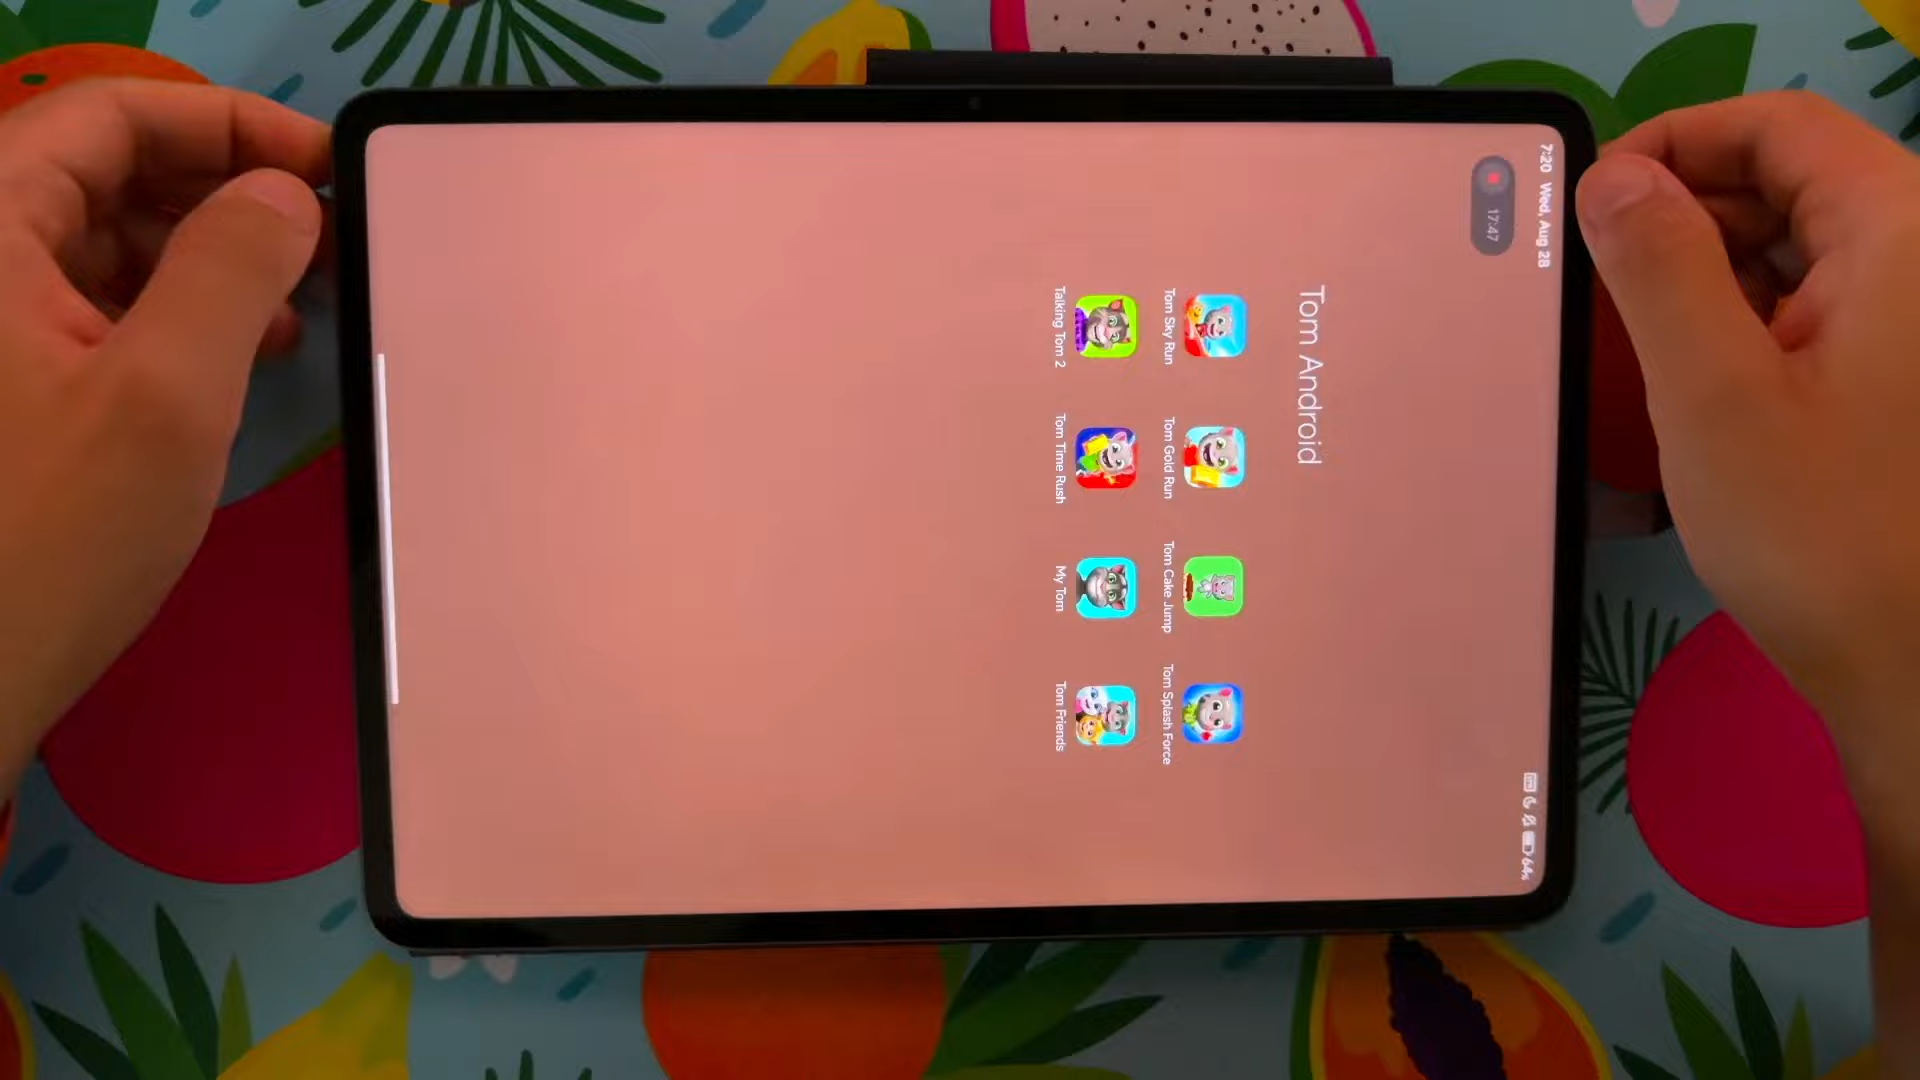 7:20 Wed, Aug 28
64%
17:47
Tom Android
Tom Sky Run
Tom Gold Run
Tom Cake Jump
Tom Splash Force
Talking Tom 2
Tom Time Rush
My Tom
Tom Friends